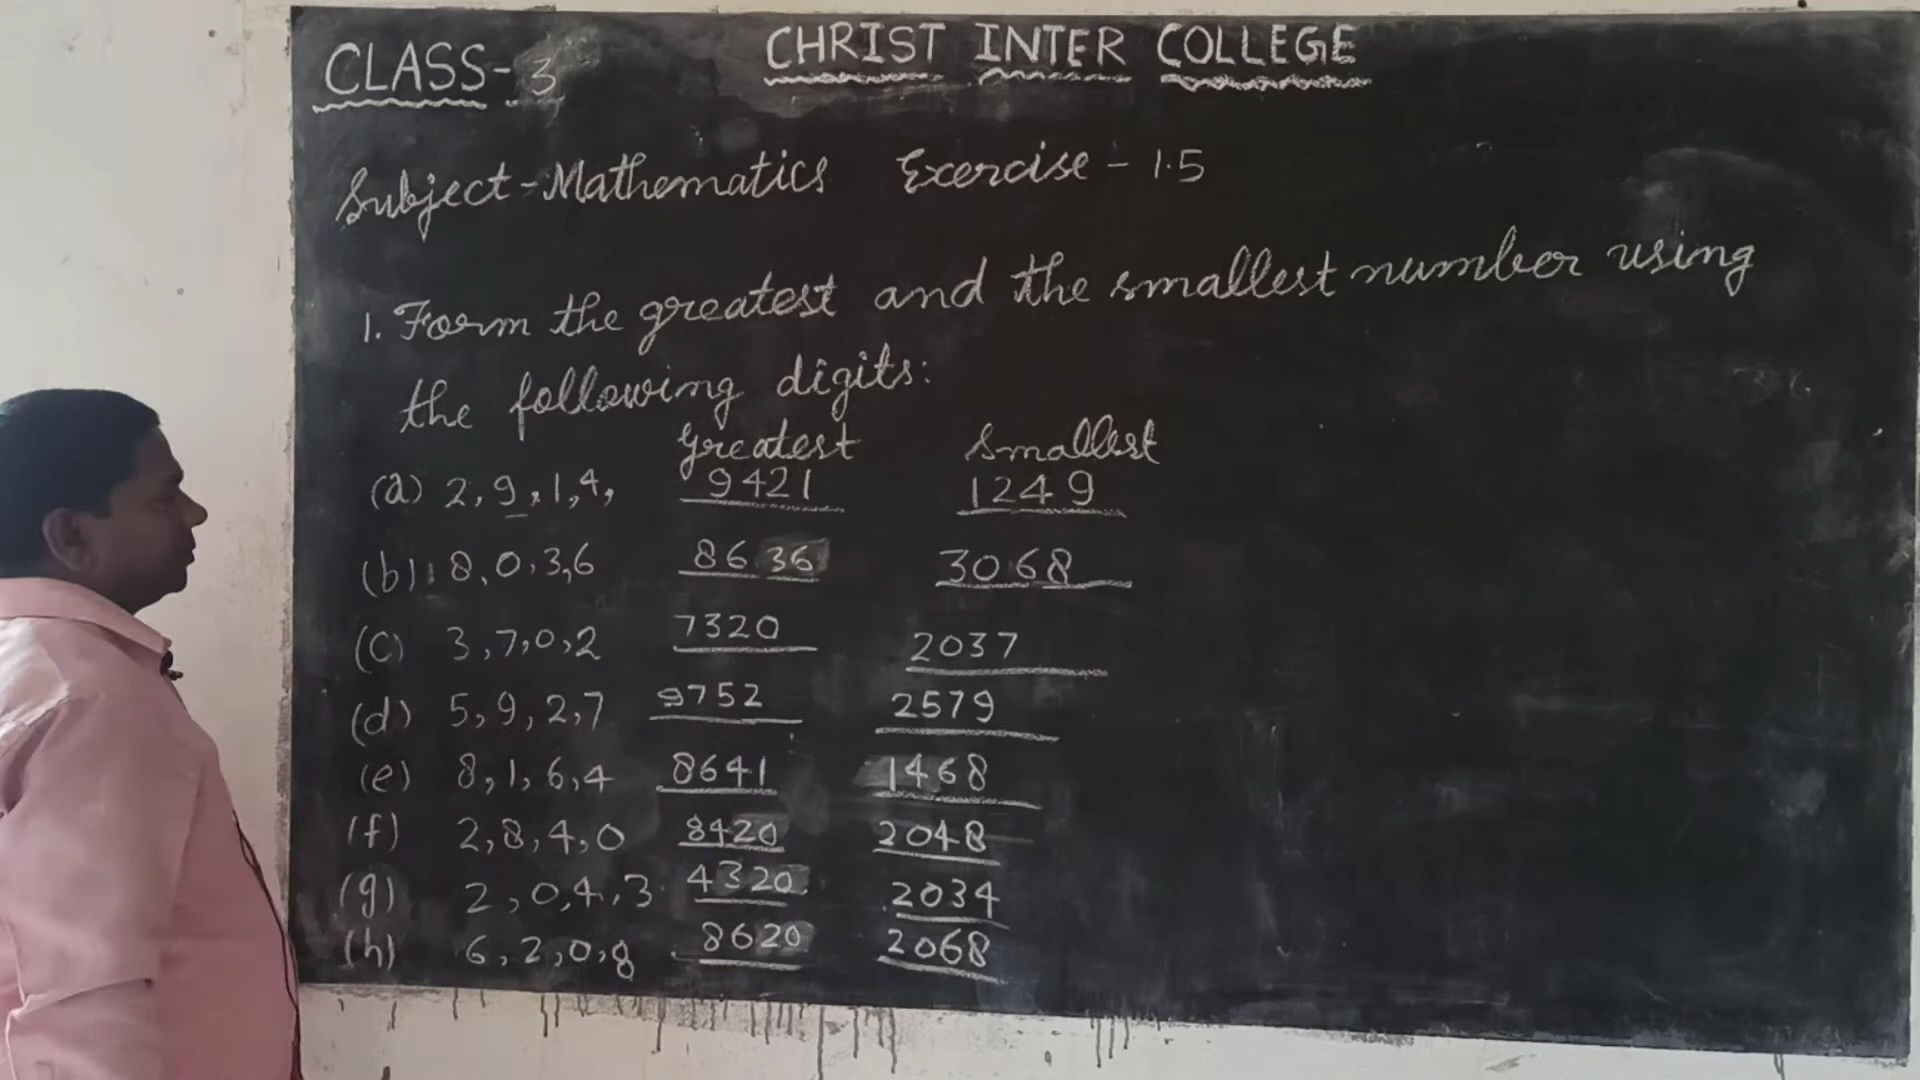 CLASS-3 CHRIST INTER COLLEGE
Subject-Mathematics Exercise - 1.5
1. Form the greatest and the smallest number using
the following digits:
Greatest Smallest
(a) 2, 9, 1, 4, 9421 1249
(b) 8, 0, 3, 6 8636 3068
(c) 3, 7, 0, 2 7320 2037
(d) 5, 9, 2, 7 9752 2579
(e) 8, 1, 6, 4 8641 1468
(f) 2, 8, 4, 0 8420 2048
(g) 2, 0, 4, 3 4320 2034
(h) 6, 2, 0, 8 8620 2068